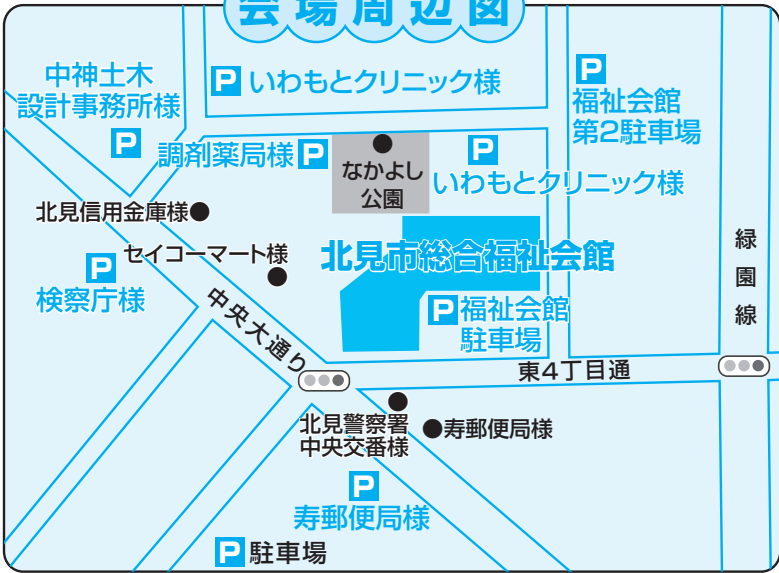 会場周辺図
中神土木
設計事務所様
P
P いわもとクリニック様
P
福祉会館
第2駐車場
調剤薬局様 P
なかよし
公園
P
いわもとクリニック様
北見信用金庫様
セイコーマート様
P
検察庁様
北見市総合福祉会館
P 福祉会館
駐車場
緑園線
中央大通り
東4丁目通
北見警察署
中央交番様
寿郵便局様
P
寿郵便局様
P 駐車場